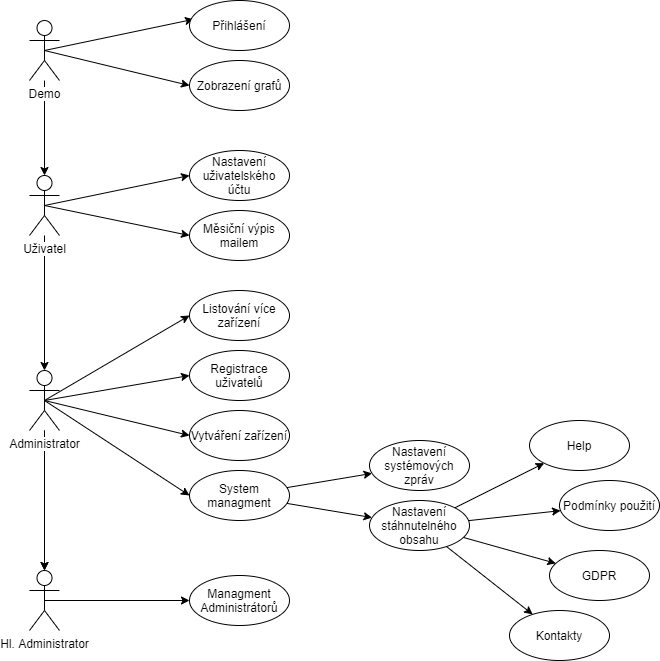 Přihlášení
Zobrazení grafů
Demo
Nastavení
uživatelského
účtu
Měsíční výpis
mailem
Uživatel
Listování více
zařízení
Registrace
uživatelů
Vytváření zařízení
Administrator
System
managment
Nastavení
systémových
zpráv
Nastavení
stáhnutelného
obsahu
Help
Podmínky použití
GDPR
Kontakty
Managment
Administrátorů
Hl. Administrator